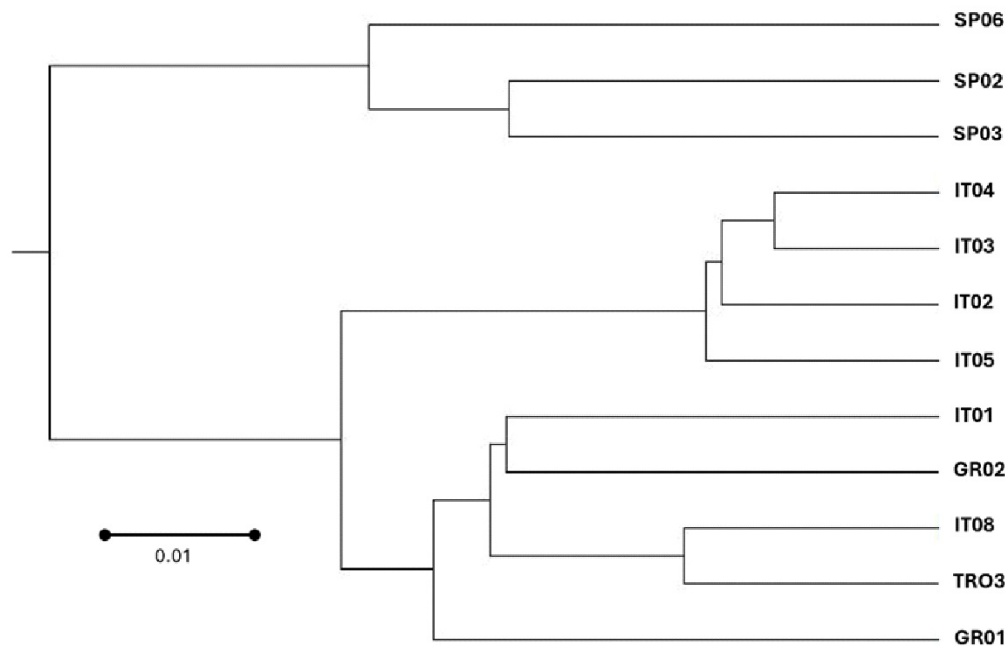 SP06
SP02
SP03
IT04
IT03
IT02
IT05
IT01
GR02
IT08
0.01
TRO3
GR01